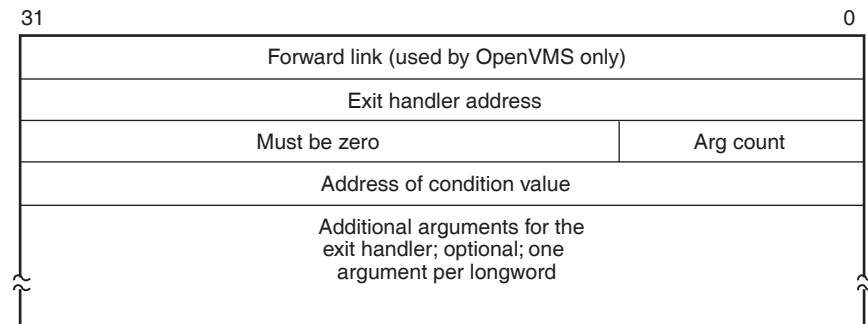 31 0
Forward link (used by OpenVMS only)
Exit handler address
Must be zero Arg count
Address of condition value
Additional arguments for the
exit handler; optional; one
argument per longword